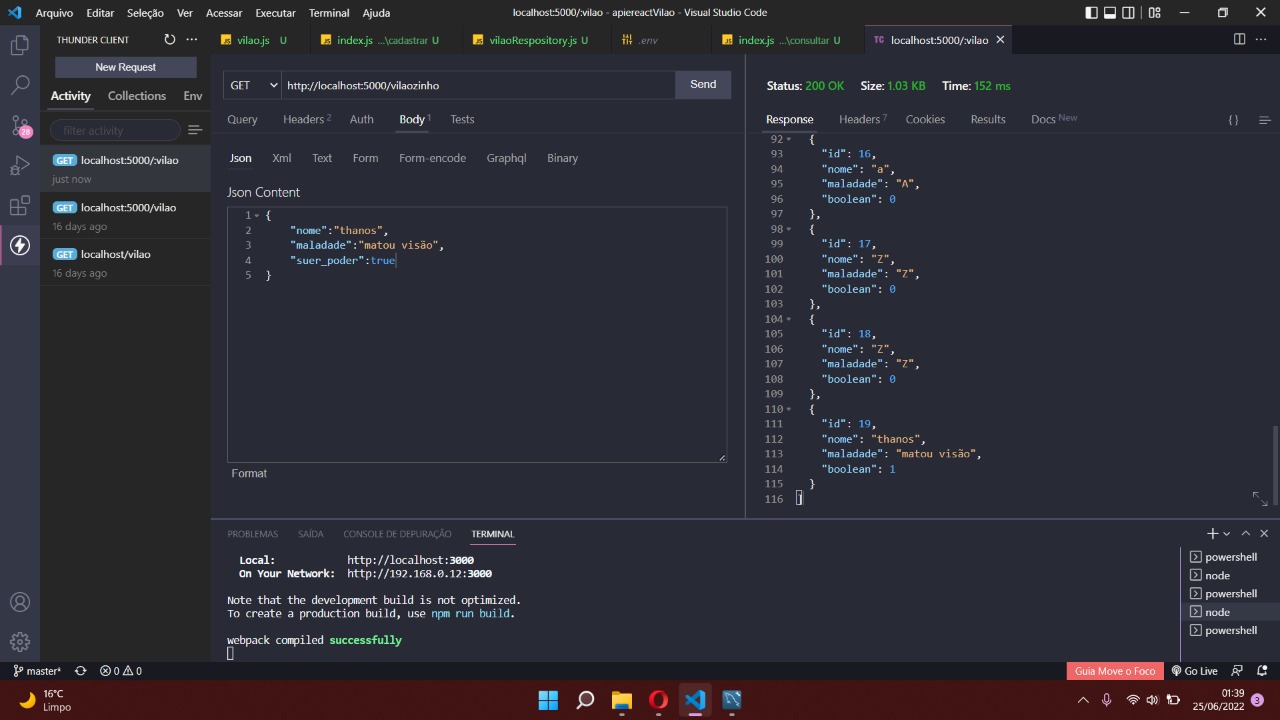 Arquivo Editar Seleção Ver Acessar Executar Terminal Ajuda localhost:5000/:vilao - apiereactVilao - Visual Studio Code
THUNDER CLIENT
New Request
Activity Collections Env
filter activity
GET localhost:5000/:vilao
just now
GET localhost:5000/vilao
16 days ago
GET localhost/vilao
16 days ago
28
JS vilao.js U JS index.js ...\cadastrar U JS vilaoRespository.js U .env JS index.js ...\consultar U TC localhost:5000/:vilao
GET http://localhost:5000/vilaozinho Send
Query Headers 2 Auth Body 1 Tests
Json Xml Text Form Form-encode Graphql Binary
Json Content
1 {
2 "nome":"thanos",
3 "maladade":"matou visão",
4 "suer_poder":true
5 }
Format
Status: 200 OK Size: 1.03 KB Time: 152 ms
Response Headers 7 Cookies Results Docs New { }
92 {
93 "id": 16,
94 "nome": "a",
95 "maladade": "A",
96 "boolean": 0
97 },
98 {
99 "id": 17,
100 "nome": "Z",
101 "maladade": "Z",
102 "boolean": 0
103 },
104 {
105 "id": 18,
106 "nome": "Z",
107 "maladade": "Z",
108 "boolean": 0
109 },
110 {
111 "id": 19,
112 "nome": "thanos",
113 "maladade": "matou visão",
114 "boolean": 1
115 }
116 ]
PROBLEMAS SAÍDA CONSOLE DE DEPURAÇÃO TERMINAL
Local: http://localhost:3000
On Your Network: http://192.168.0.12:3000
Note that the development build is not optimized.
To create a production build, use npm run build.
webpack compiled successfully
powershell
node
powershell
node
powershell
master* 0 0 Guia Move o Foco Go Live
16°C
Limpo
01:39
25/06/2022
3